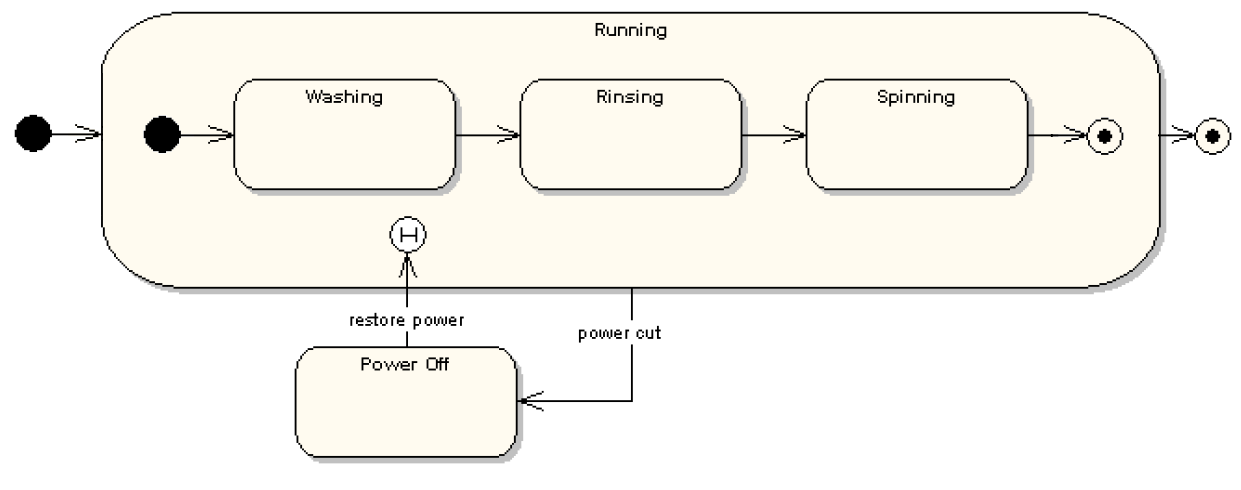 Running
Washing
Rinsing
Spinning
H
restore power
power cut
Power Off